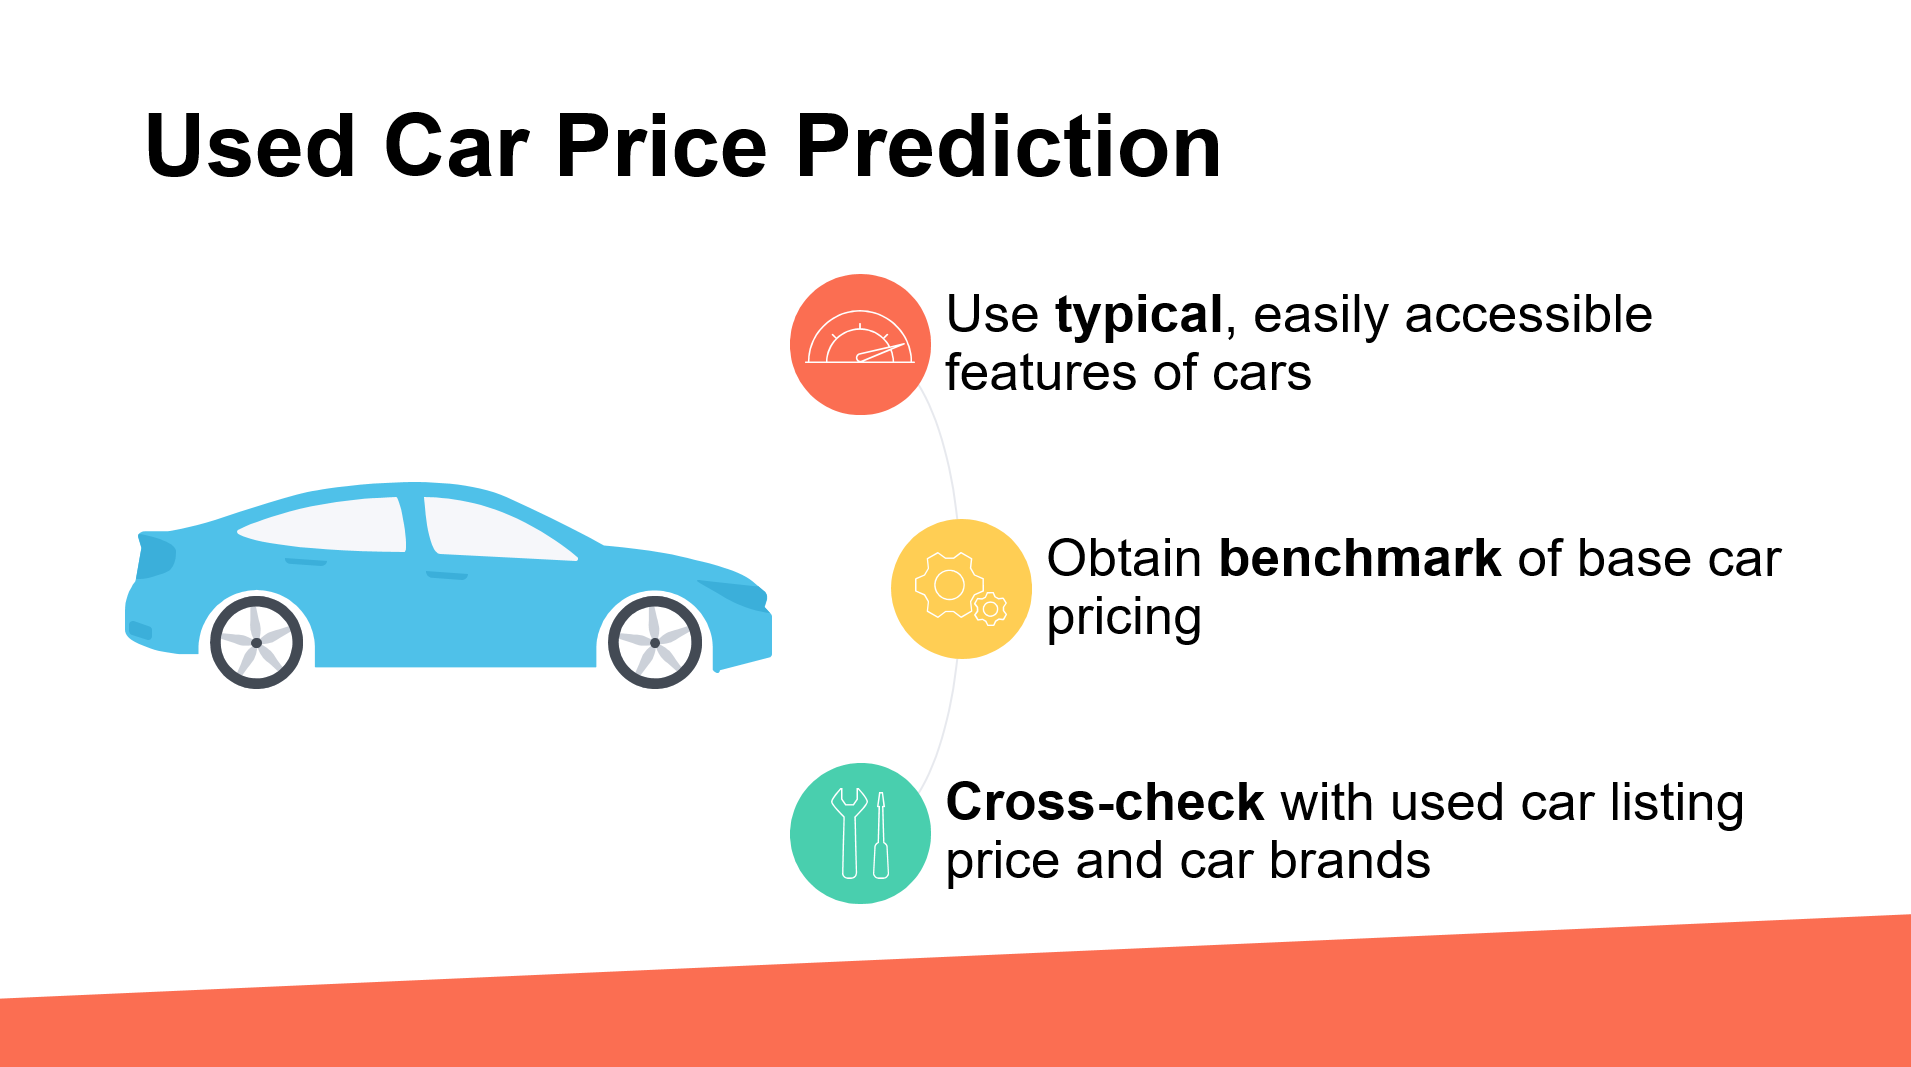 Used Car Price Prediction
Use typical, easily accessible
features of cars
Obtain benchmark of base car
pricing
Cross-check with used car listing
price and car brands